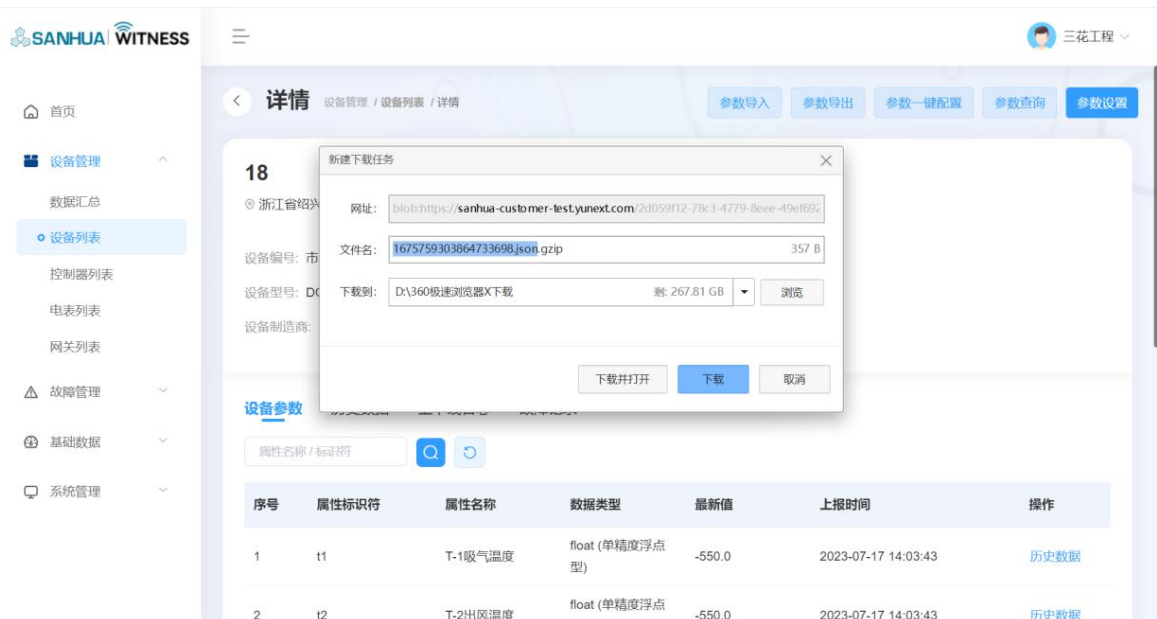 SANHUA WITNESS
三花工程
首页
设备管理
数据汇总
设备列表
控制器列表
电表列表
网关列表
故障管理
基础数据
系统管理
详情 设备管理 / 设备列表 / 详情
参数导入 参数导出 参数一键配置 参数查询 参数设置
18
浙江省绍兴
设备编号: 市
设备型号: DC
设备制造商:
新建下载任务
网址: blob:https://sanhua-customer-test.yunext.com/2d059f12-78c3-4779-8eee-49ef692
文件名: 1675759303864733698.json.gzip 357 B
下载到: D:\360极速浏览器X下载 剩: 267.81 GB 浏览
下载并打开 下载 取消
设备参数
属性名称 / 标识符
序号 属性标识符 属性名称 数据类型 最新值 上报时间 操作
1 t1 T-1吸气温度 float (单精度浮点型) -550.0 2023-07-17 14:03:43 历史数据
2 t2 T-2出风温度 float (单精度浮点 -550.0 2023-07-17 14:03:43 历史数据